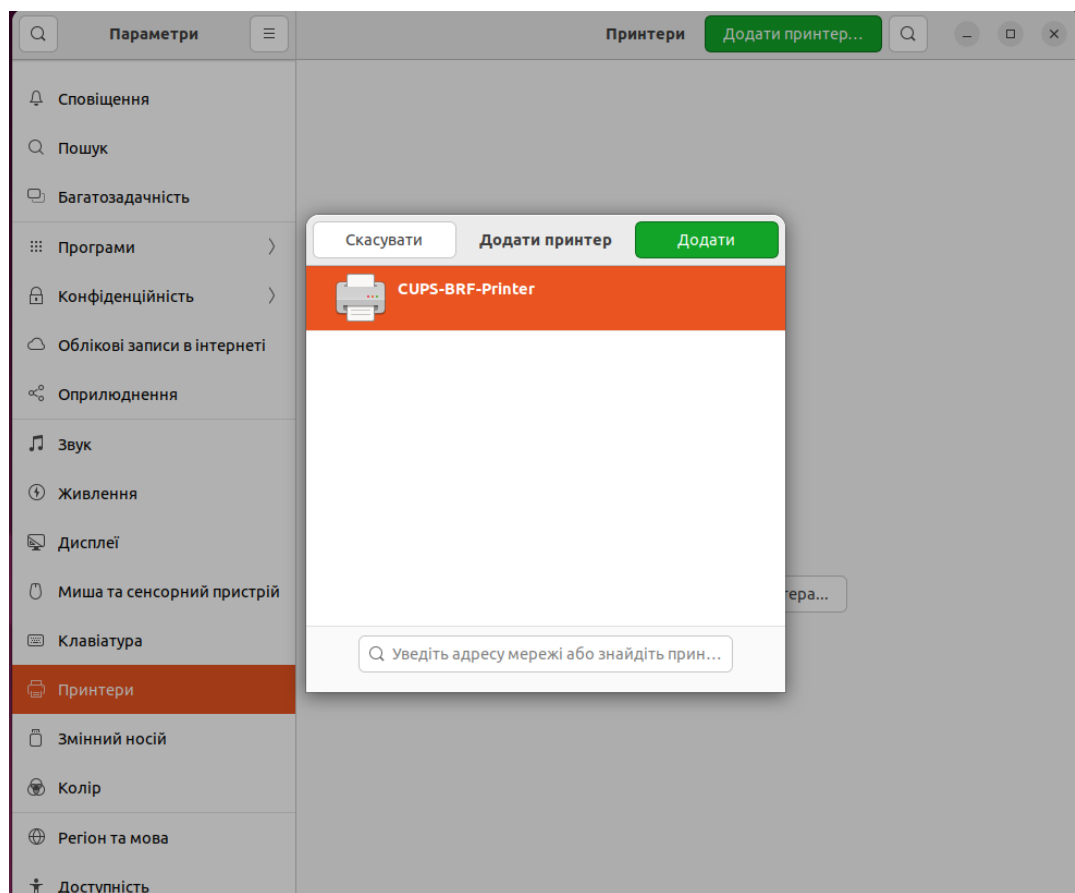 Параметри
Принтери
Додати принтер...
Сповіщення
Пошук
Багатозадачність
Програми
Конфіденційність
Облікові записи в інтернеті
Оприлюднення
Звук
Живлення
Дисплеї
Миша та сенсорний пристрій
Клавіатура
Принтери
Змінний носій
Колір
Регіон та мова
Доступність
Скасувати
Додати принтер
Додати
CUPS-BRF-Printer
Уведіть адресу мережі або знайдіть прин...